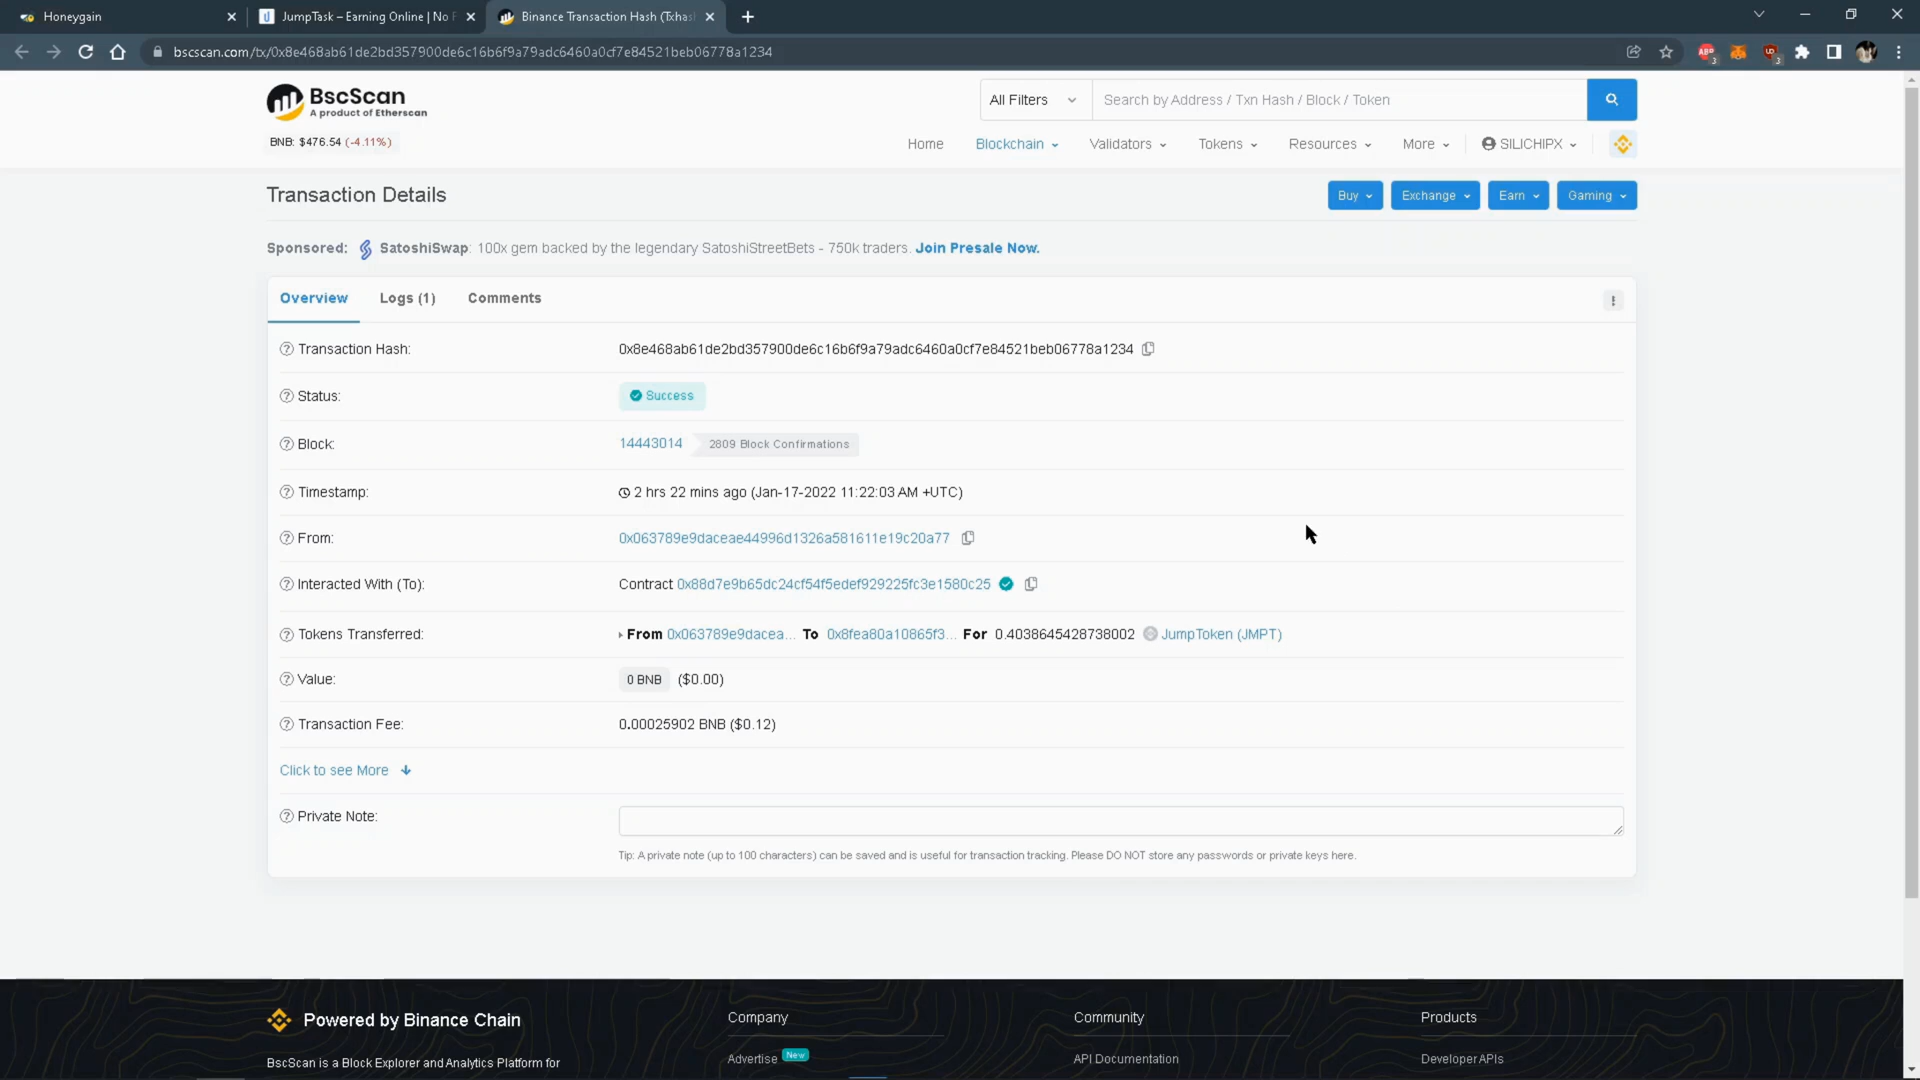 Honeygain
JumpTask – Earning Online | No F
Binance Transaction Hash (Txhas
bscscan.com/tx/0x8e468ab61de2bd357900de6c16b6f9a79adc6460a0cf7e84521beb06778a1234
BscScan
A product of Etherscan
All Filters
Search by Address / Txn Hash / Block / Token
BNB: $476.54 (-4.11%)
Home Blockchain Validators Tokens Resources More SILICHIPX
Transaction Details
Buy Exchange Earn Gaming
Sponsored: SatoshiSwap: 100x gem backed by the legendary SatoshiStreetBets - 750k traders. Join Presale Now.
Overview Logs (1) Comments
Transaction Hash: 0x8e468ab61de2bd357900de6c16b6f9a79adc6460a0cf7e84521beb06778a1234
Status: Success
Block: 14443014 2809 Block Confirmations
Timestamp: 2 hrs 22 mins ago (Jan-17-2022 11:22:03 AM +UTC)
From: 0x063789e9daceae44996d1326a581611e19c20a77
Interacted With (To): Contract 0x88d7e9b65dc24cf54f5edef929225fc3e1580c25
Tokens Transferred: From 0x063789e9dacea... To 0x8fea80a10865f3... For 0.4038645428738002 JumpToken (JMPT)
Value: 0 BNB ($0.00)
Transaction Fee: 0.00025902 BNB ($0.12)
Click to see More
Private Note:
Tip: A private note (up to 100 characters) can be saved and is useful for transaction tracking. Please DO NOT store any passwords or private keys here.
Powered by Binance Chain
Company
Community
Products
BscScan is a Block Explorer and Analytics Platform for
Advertise New
API Documentation
Developer APIs